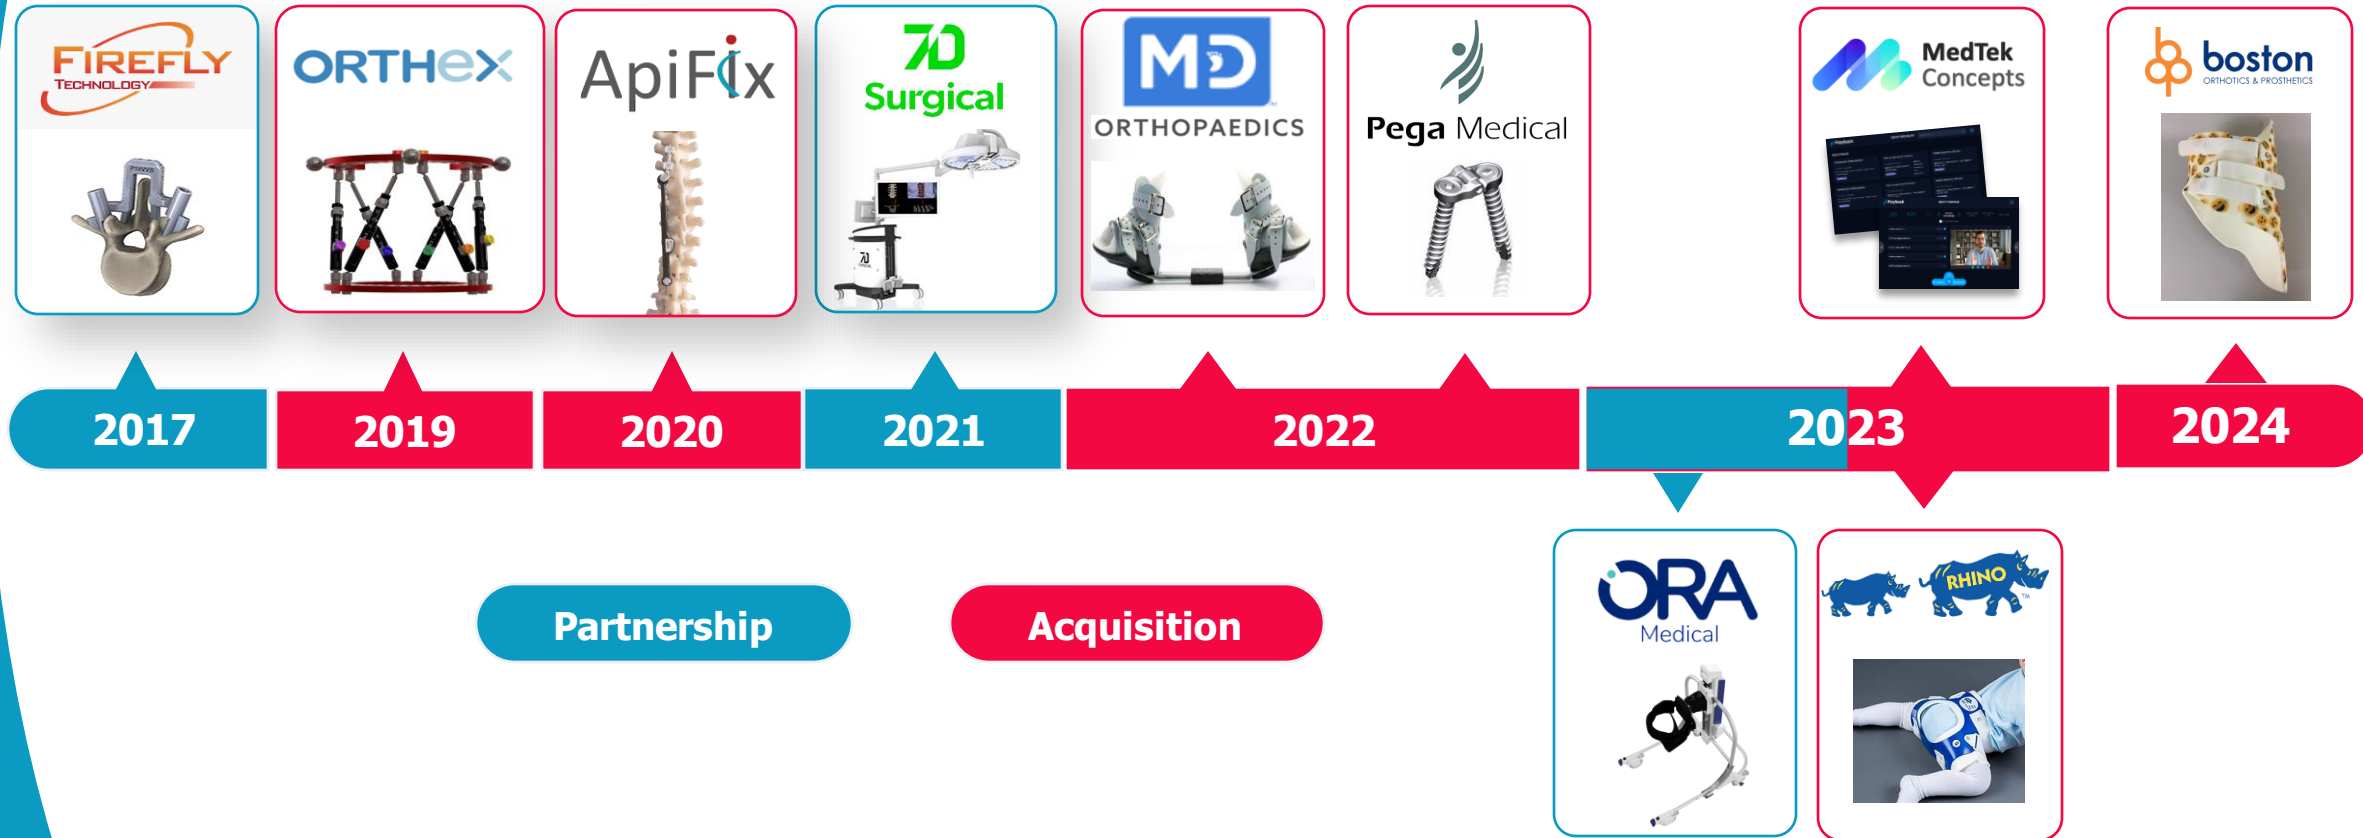 FIREFLY
TECHNOLOGY
ORTHEX
ApiFix
7D
Surgical
MD
ORTHOPAEDICS
Pega Medical
MedTek
Concepts
boston
ORTHOTICS & PROSTHETICS
2017
2019
2020
2021
2022
2023
2024
Partnership
Acquisition
ORA
Medical
RHINO
TM